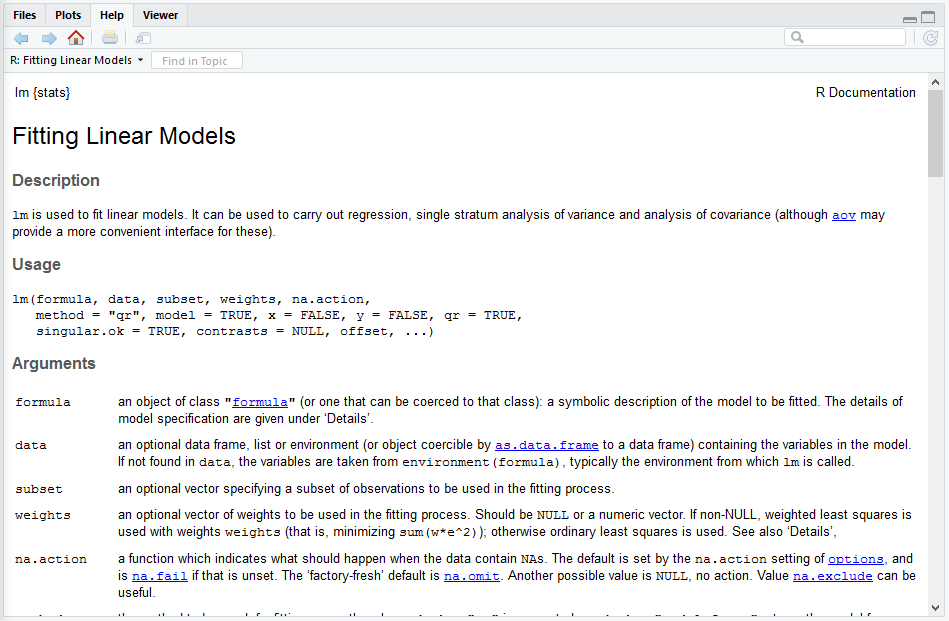 Files Plots Help Viewer
R: Fitting Linear Models Find in Topic
lm {stats} R Documentation
Fitting Linear Models
Description
lm is used to fit linear models. It can be used to carry out regression, single stratum analysis of variance and analysis of covariance (although aov may
provide a more convenient interface for these).
Usage
lm(formula, data, subset, weights, na.action,
method = "qr", model = TRUE, x = FALSE, y = FALSE, qr = TRUE,
singular.ok = TRUE, contrasts = NULL, offset, ...)
Arguments
formula an object of class "formula" (or one that can be coerced to that class): a symbolic description of the model to be fitted. The details of
model specification are given under ‘Details’.
data an optional data frame, list or environment (or object coercible by as.data.frame to a data frame) containing the variables in the model.
If not found in data, the variables are taken from environment(formula), typically the environment from which lm is called.
subset an optional vector specifying a subset of observations to be used in the fitting process.
weights an optional vector of weights to be used in the fitting process. Should be NULL or a numeric vector. If non-NULL, weighted least squares is
used with weights weights (that is, minimizing sum(w*e^2)); otherwise ordinary least squares is used. See also ‘Details’,
na.action a function which indicates what should happen when the data contain NAs. The default is set by the na.action setting of options, and
is na.fail if that is unset. The ‘factory-fresh’ default is na.omit. Another possible value is NULL, no action. Value na.exclude can be
useful.